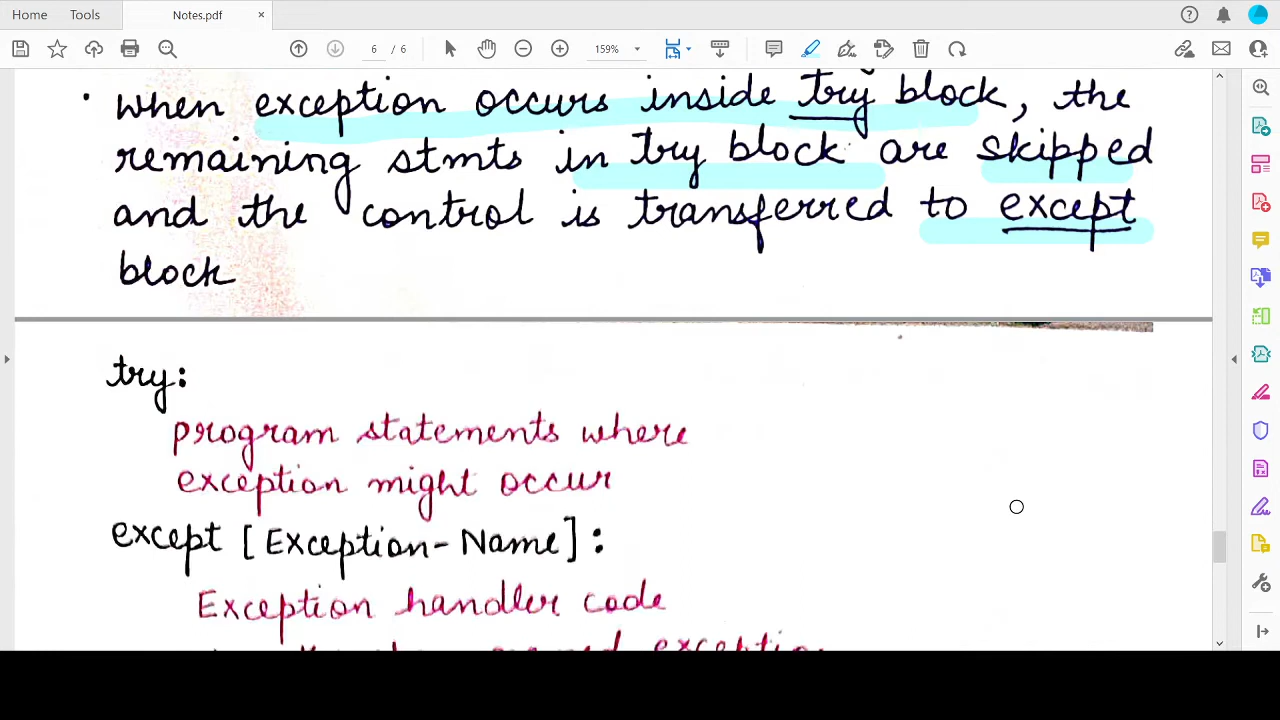 Home Tools Notes.pdf ×
6 / 6 159%
• when exception occurs inside try block, the
remaining stmts in try block are skipped
and the control is transferred to except
block
try:
program statements where
exception might occur
except [Exception-Name]:
Exception handler code
exception